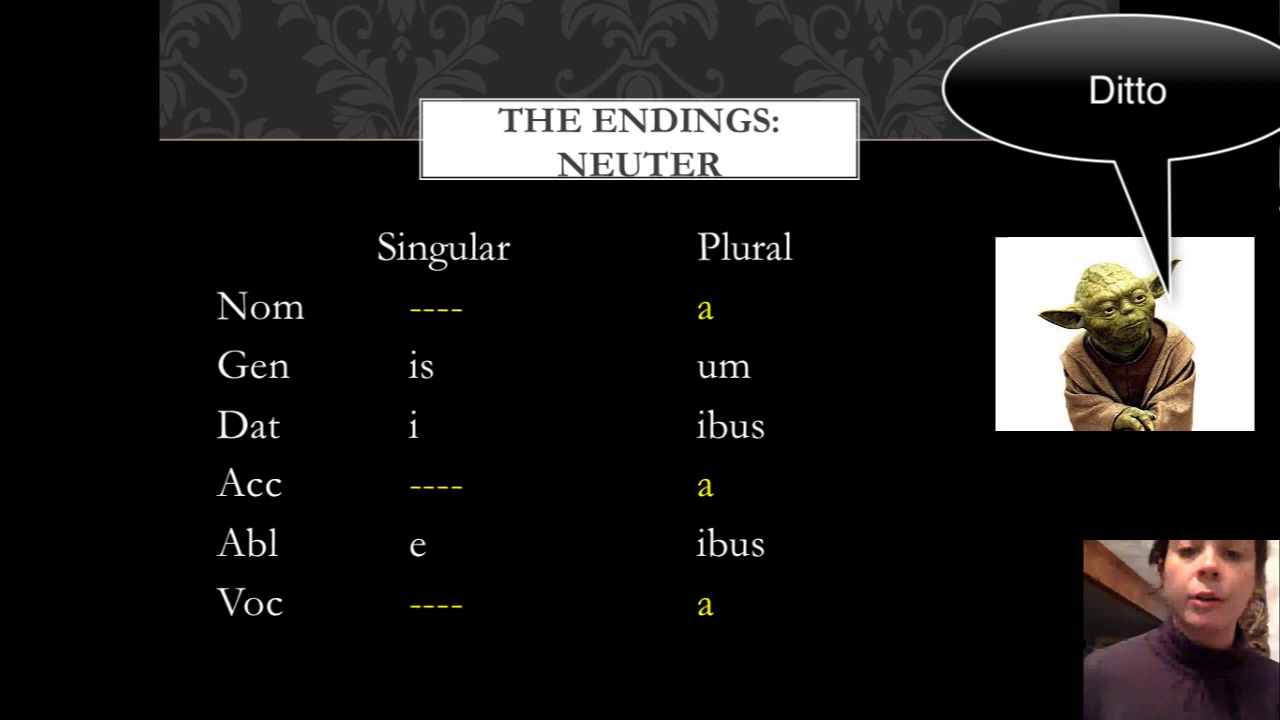 Ditto
THE ENDINGS:
NEUTER
Singular Plural
Nom ---- a
Gen is um
Dat i ibus
Acc ---- a
Abl e ibus
Voc ---- a